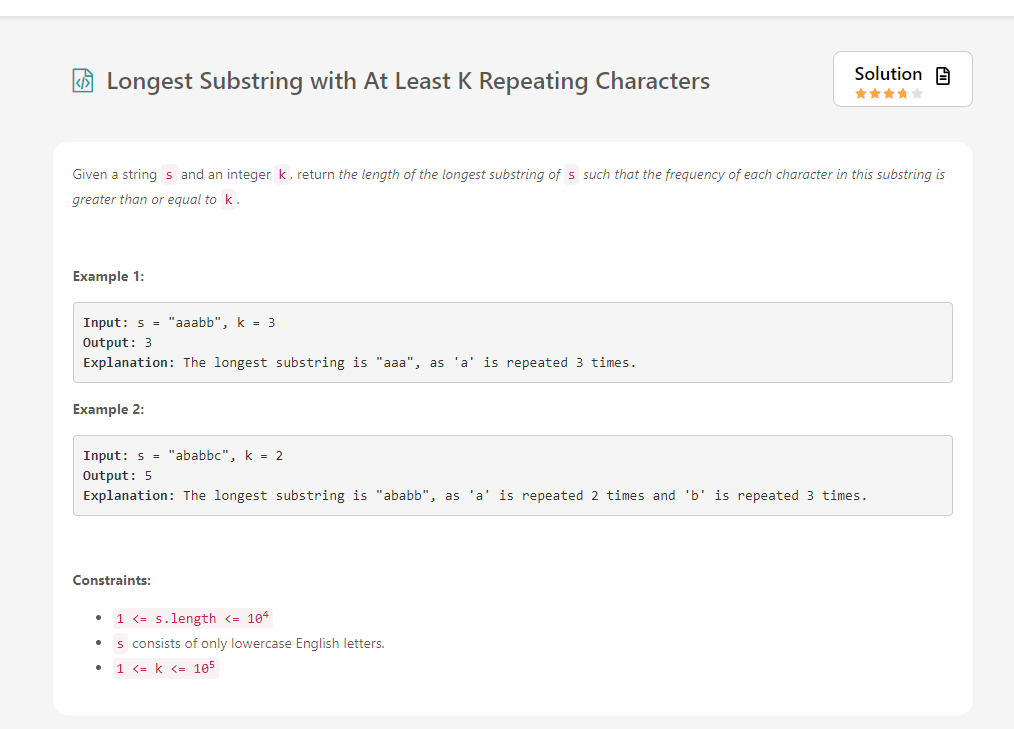 Longest Substring with At Least K Repeating Characters
Solution
Given a string s and an integer k, return the length of the longest substring of s such that the frequency of each character in this substring is
greater than or equal to k.
Example 1:
Input: s = "aaabb", k = 3
Output: 3
Explanation: The longest substring is "aaa", as 'a' is repeated 3 times.
Example 2:
Input: s = "ababbc", k = 2
Output: 5
Explanation: The longest substring is "ababb", as 'a' is repeated 2 times and 'b' is repeated 3 times.
Constraints:
1 <= s.length <= 10⁴
s consists of only lowercase English letters.
1 <= k <= 10⁵